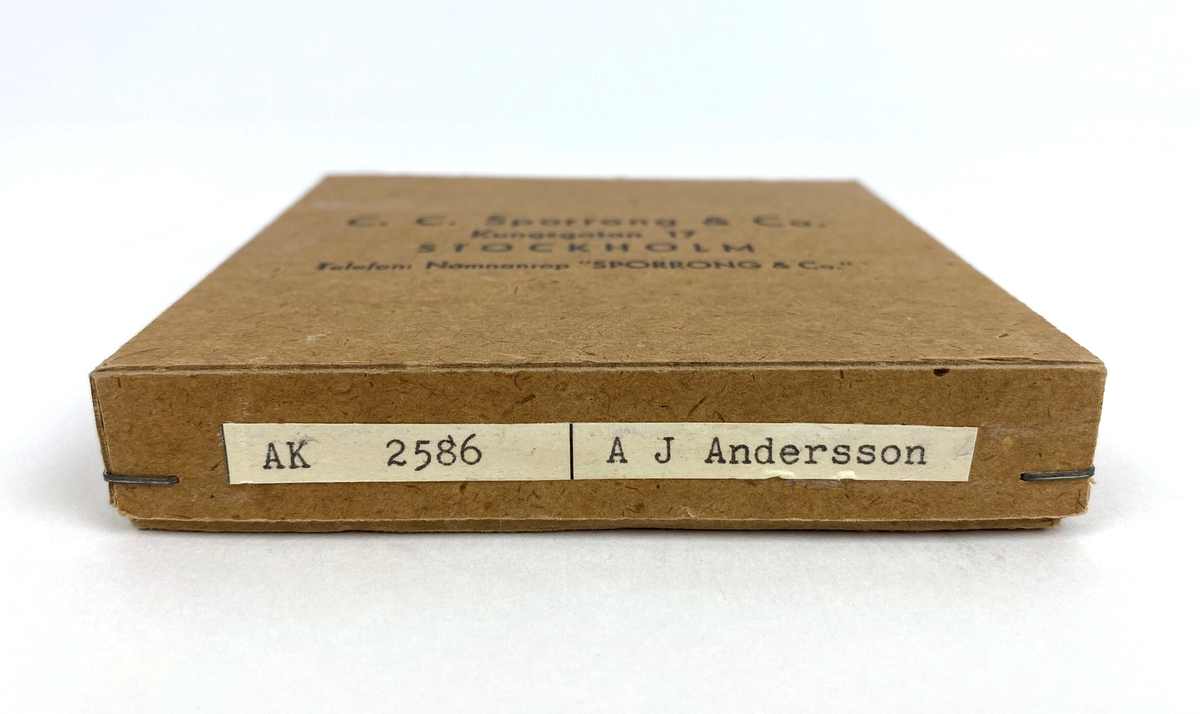 C. C. Sporrong & Co.
Kungsgatan 17
STOCKHOLM
Telefon: Namnanrop "SPORRONG & Co."
AK 2586 A J Andersson